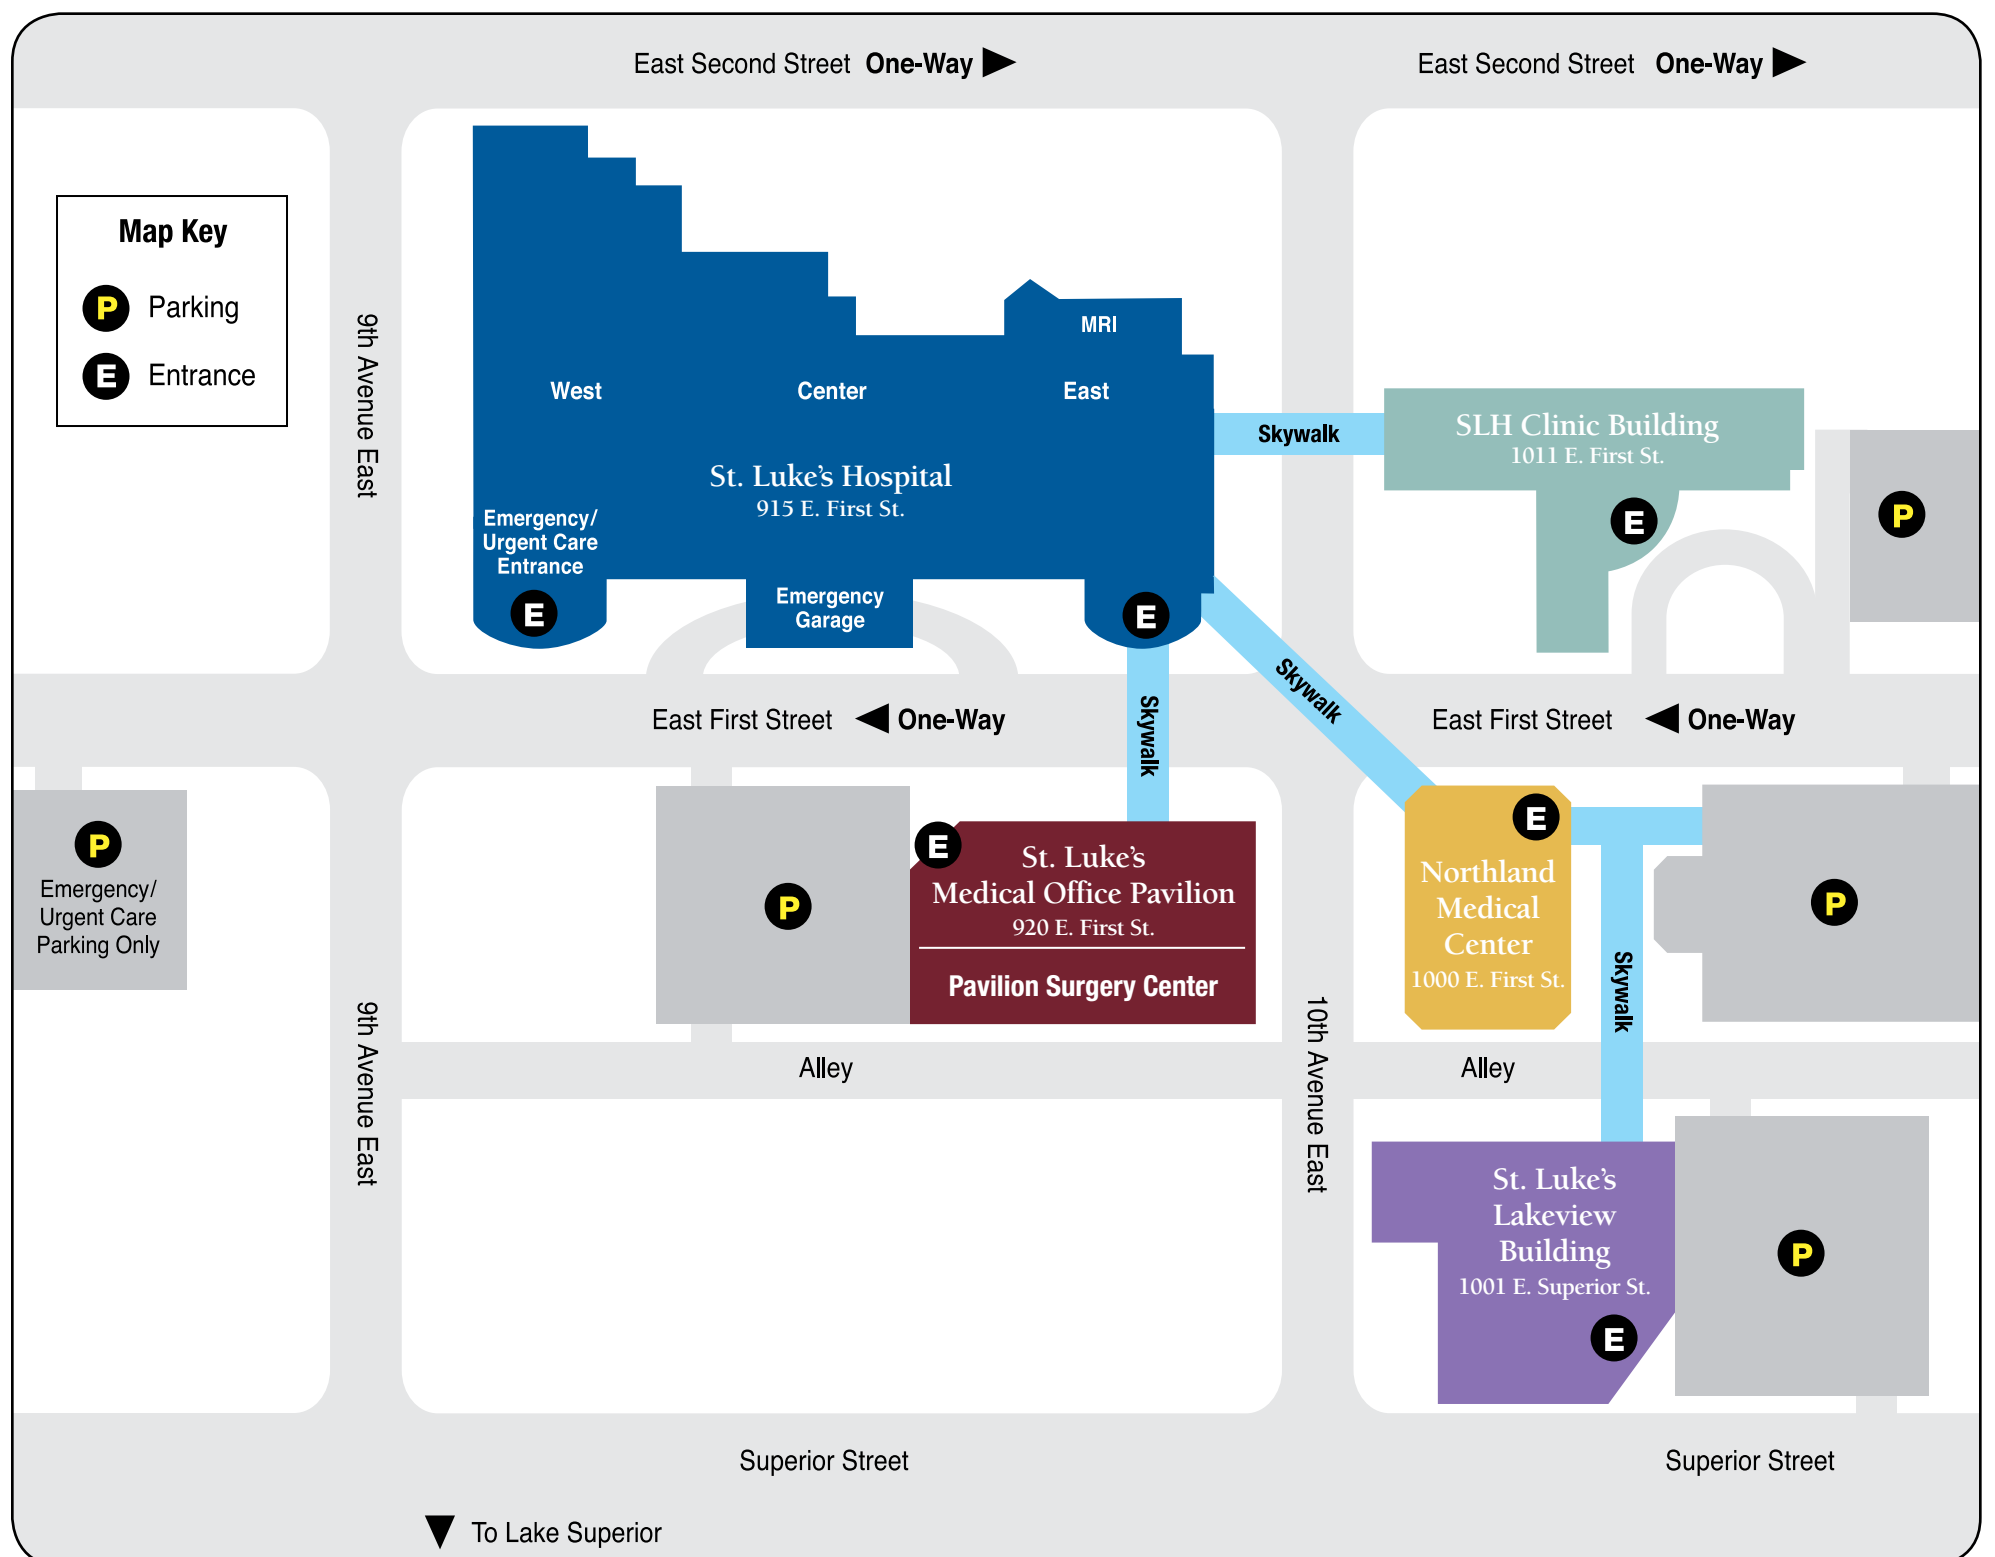 East Second Street One-Way
East Second Street One-Way
Map Key
P Parking
E Entrance
9th Avenue East
MRI
West
Center
East
St. Luke's Hospital
915 E. First St.
Emergency/
Urgent Care
Entrance
E
Emergency
Garage
E
Skywalk
SLH Clinic Building
1011 E. First St.
E
P
Skywalk
Skywalk
East First Street One-Way
East First Street One-Way
P
Emergency/
Urgent Care
Parking Only
P
E
St. Luke's
Medical Office Pavilion
920 E. First St.
Pavilion Surgery Center
E
Northland
Medical
Center
1000 E. First St.
P
Skywalk
9th Avenue East
10th Avenue East
Alley
Alley
St. Luke's
Lakeview
Building
1001 E. Superior St.
E
P
Superior Street
Superior Street
To Lake Superior